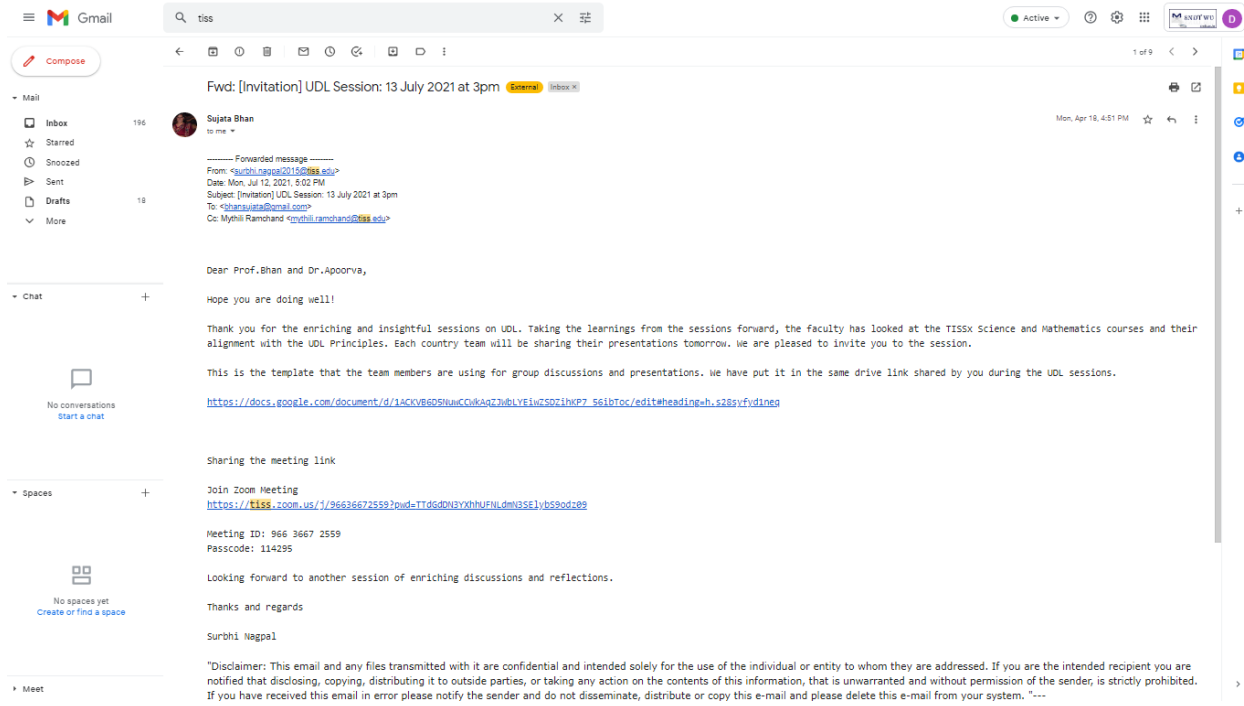 Gmail
tiss
Active
Compose
1 of 9
Mail
Inbox 196
Starred
Snoozed
Sent
Drafts 18
More
Chat
No conversations
Start a chat
Spaces
No spaces yet
Create or find a space
Meet
Fwd: [Invitation] UDL Session: 13 July 2021 at 3pm External Inbox ×
Sujata Bhan Mon, Apr 18, 4:51 PM
to me
---------- Forwarded message ---------
From: <surbhi.nagpal2015@tiss.edu>
Date: Mon, Jul 12, 2021, 5:02 PM
Subject: [Invitation] UDL Session: 13 July 2021 at 3pm
To: <bhansujata@gmail.com>
Cc: Mythili Ramchand <mythili.ramchand@tiss.edu>
Dear Prof.Bhan and Dr.Apoorva,
Hope you are doing well!
Thank you for the enriching and insightful sessions on UDL. Taking the learnings from the sessions forward, the faculty has looked at the TISSx Science and Mathematics courses and their
alignment with the UDL Principles. Each country team will be sharing their presentations tomorrow. We are pleased to invite you to the session.
This is the template that the team members are using for group discussions and presentations. We have put it in the same drive link shared by you during the UDL sessions.
https://docs.google.com/document/d/1ACKVB6D5NuwCCWkAqZJWbLYEiwZSDZihKP7_56ibToc/edit#heading=h.s28syfyd1neq
Sharing the meeting link
Join Zoom Meeting
https://tiss.zoom.us/j/96636672559?pwd=TTdGdDN3YXhhUFNLdmN3SElybS9odz09
Meeting ID: 966 3667 2559
Passcode: 114295
Looking forward to another session of enriching discussions and reflections.
Thanks and regards
Surbhi Nagpal
"Disclaimer: This email and any files transmitted with it are confidential and intended solely for the use of the individual or entity to whom they are addressed. If you are the intended recipient you are
notified that disclosing, copying, distributing it to outside parties, or taking any action on the contents of this information, that is unwarranted and without permission of the sender, is strictly prohibited.
If you have received this email in error please notify the sender and do not disseminate, distribute or copy this e-mail and please delete this e-mail from your system. "---
D